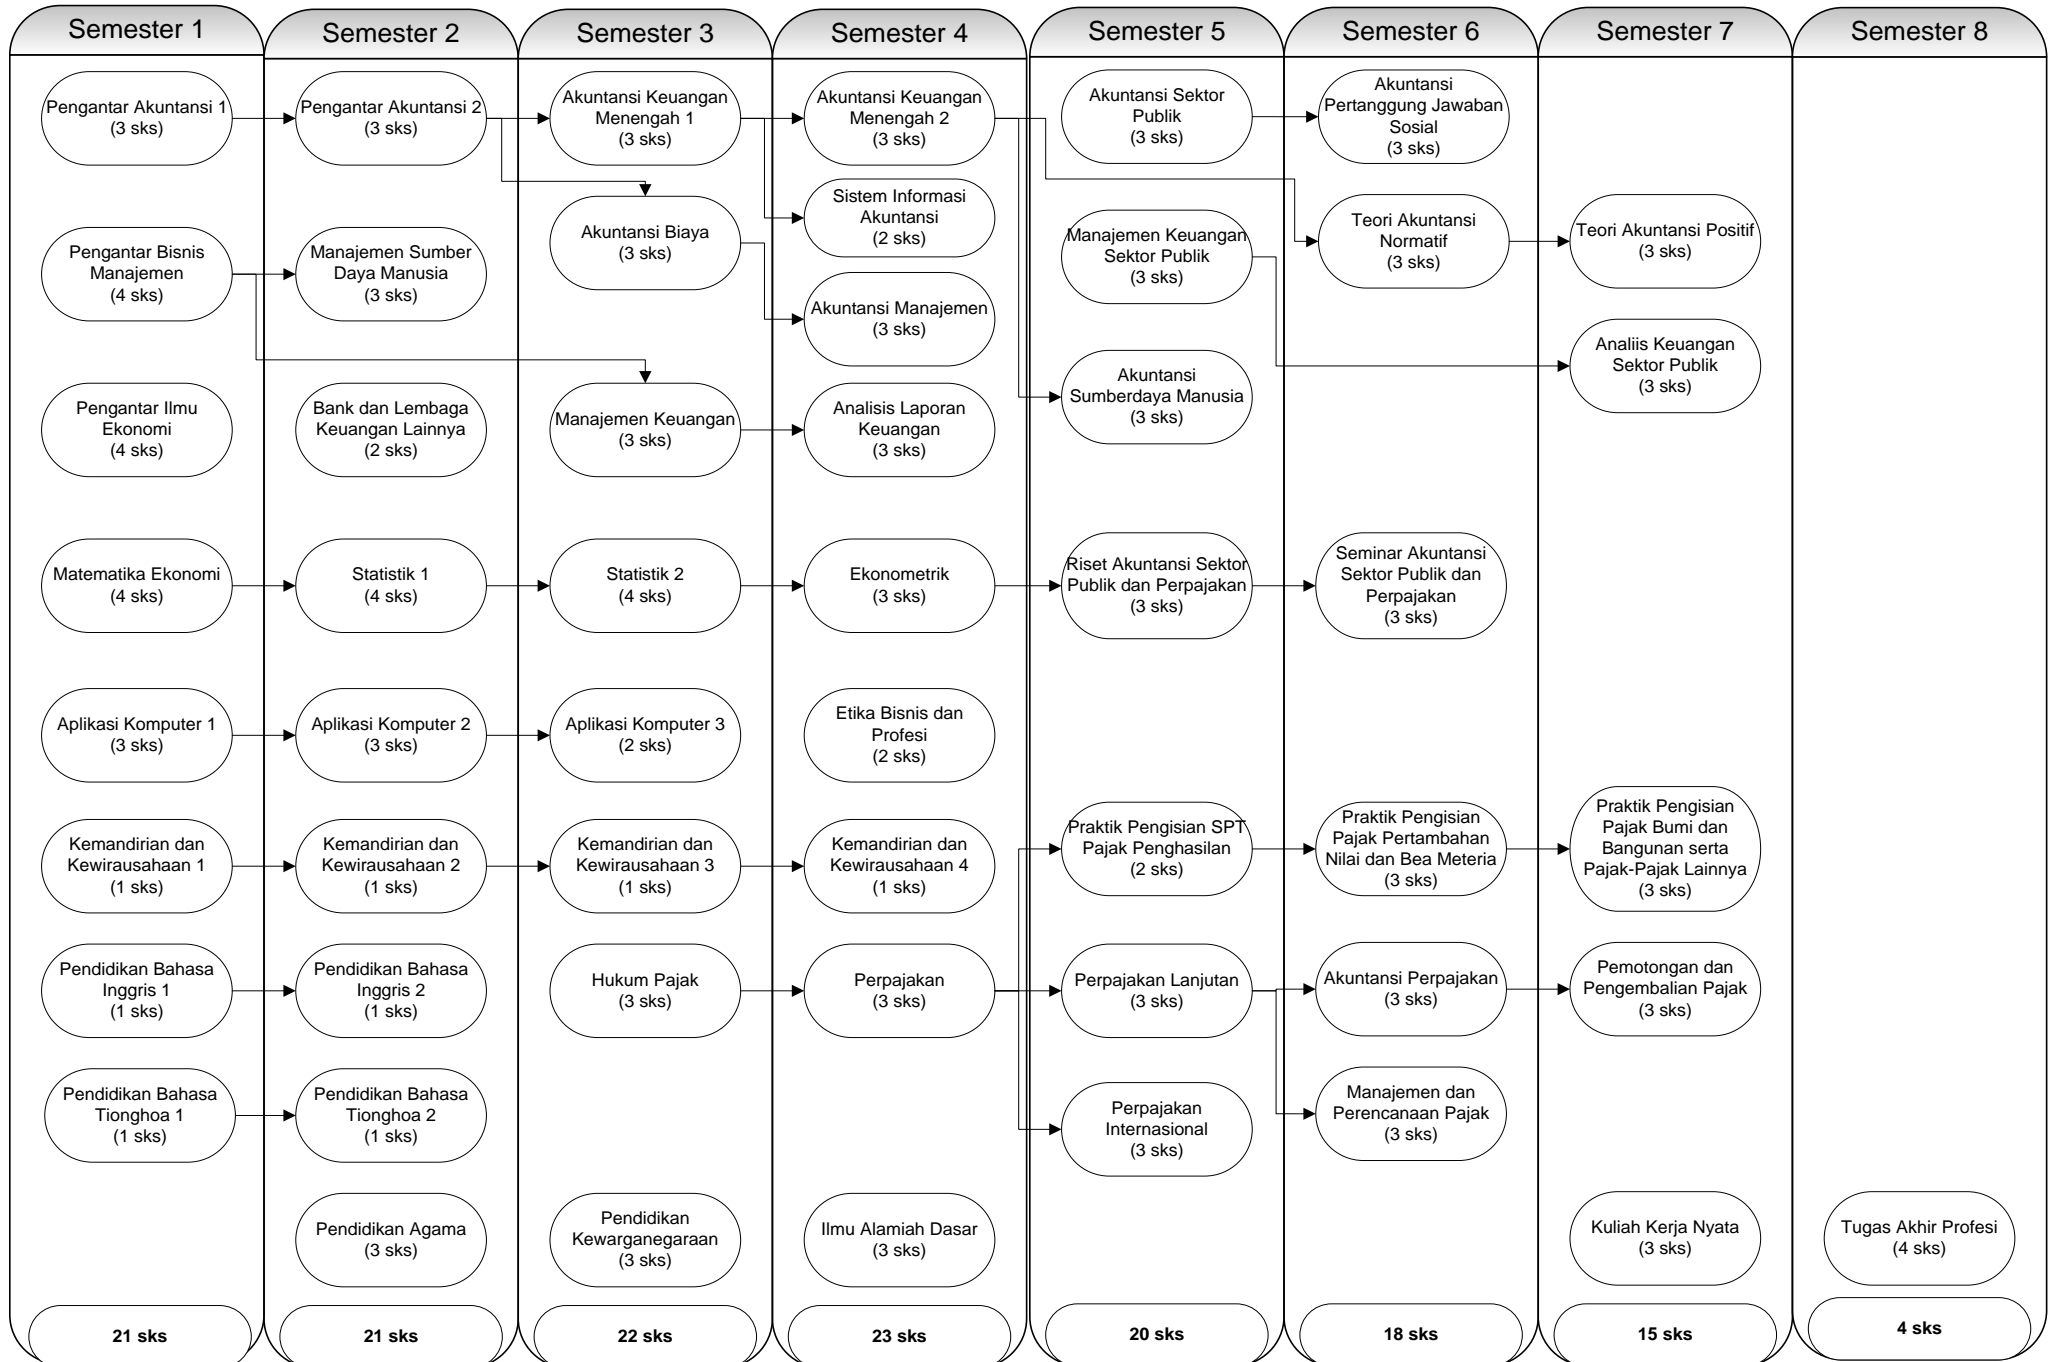 Semester 1
Pengantar Akuntansi 1
(3 sks)
Pengantar Bisnis
Manajemen
(4 sks)
Pengantar Ilmu
Ekonomi
(4 sks)
Matematika Ekonomi
(4 sks)
Aplikasi Komputer 1
(3 sks)
Kemandirian dan
Kewirausahaan 1
(1 sks)
Pendidikan Bahasa
Inggris 1
(1 sks)
Pendidikan Bahasa
Tionghoa 1
(1 sks)
21 sks
Semester 2
Pengantar Akuntansi 2
(3 sks)
Manajemen Sumber
Daya Manusia
(3 sks)
Bank dan Lembaga
Keuangan Lainnya
(2 sks)
Statistik 1
(4 sks)
Aplikasi Komputer 2
(3 sks)
Kemandirian dan
Kewirausahaan 2
(1 sks)
Pendidikan Bahasa
Inggris 2
(1 sks)
Pendidikan Bahasa
Tionghoa 2
(1 sks)
Pendidikan Agama
(3 sks)
21 sks
Semester 3
Akuntansi Keuangan
Menengah 1
(3 sks)
Akuntansi Biaya
(3 sks)
Manajemen Keuangan
(3 sks)
Statistik 2
(4 sks)
Aplikasi Komputer 3
(2 sks)
Kemandirian dan
Kewirausahaan 3
(1 sks)
Hukum Pajak
(3 sks)
Pendidikan
Kewarganegaraan
(3 sks)
22 sks
Semester 4
Akuntansi Keuangan
Menengah 2
(3 sks)
Sistem Informasi
Akuntansi
(2 sks)
Akuntansi Manajemen
(3 sks)
Analisis Laporan
Keuangan
(3 sks)
Ekonometrik
(3 sks)
Etika Bisnis dan
Profesi
(2 sks)
Kemandirian dan
Kewirausahaan 4
(1 sks)
Perpajakan
(3 sks)
Ilmu Alamiah Dasar
(3 sks)
23 sks
Semester 5
Akuntansi Sektor
Publik
(3 sks)
Manajemen Keuangan
Sektor Publik
(3 sks)
Akuntansi
Sumberdaya Manusia
(3 sks)
Riset Akuntansi Sektor
Publik dan Perpajakan
(3 sks)
Praktik Pengisian SPT
Pajak Penghasilan
(2 sks)
Perpajakan Lanjutan
(3 sks)
Perpajakan
Internasional
(3 sks)
20 sks
Semester 6
Akuntansi
Pertanggung Jawaban
Sosial
(3 sks)
Teori Akuntansi
Normatif
(3 sks)
Seminar Akuntansi
Sektor Publik dan
Perpajakan
(3 sks)
Praktik Pengisian
Pajak Pertambahan
Nilai dan Bea Meteria
(3 sks)
Akuntansi Perpajakan
(3 sks)
Manajemen dan
Perencanaan Pajak
(3 sks)
18 sks
Semester 7
Teori Akuntansi Positif
(3 sks)
Analiis Keuangan
Sektor Publik
(3 sks)
Praktik Pengisian
Pajak Bumi dan
Bangunan serta
Pajak-Pajak Lainnya
(3 sks)
Pemotongan dan
Pengembalian Pajak
(3 sks)
Kuliah Kerja Nyata
(3 sks)
15 sks
Semester 8
Tugas Akhir Profesi
(4 sks)
4 sks